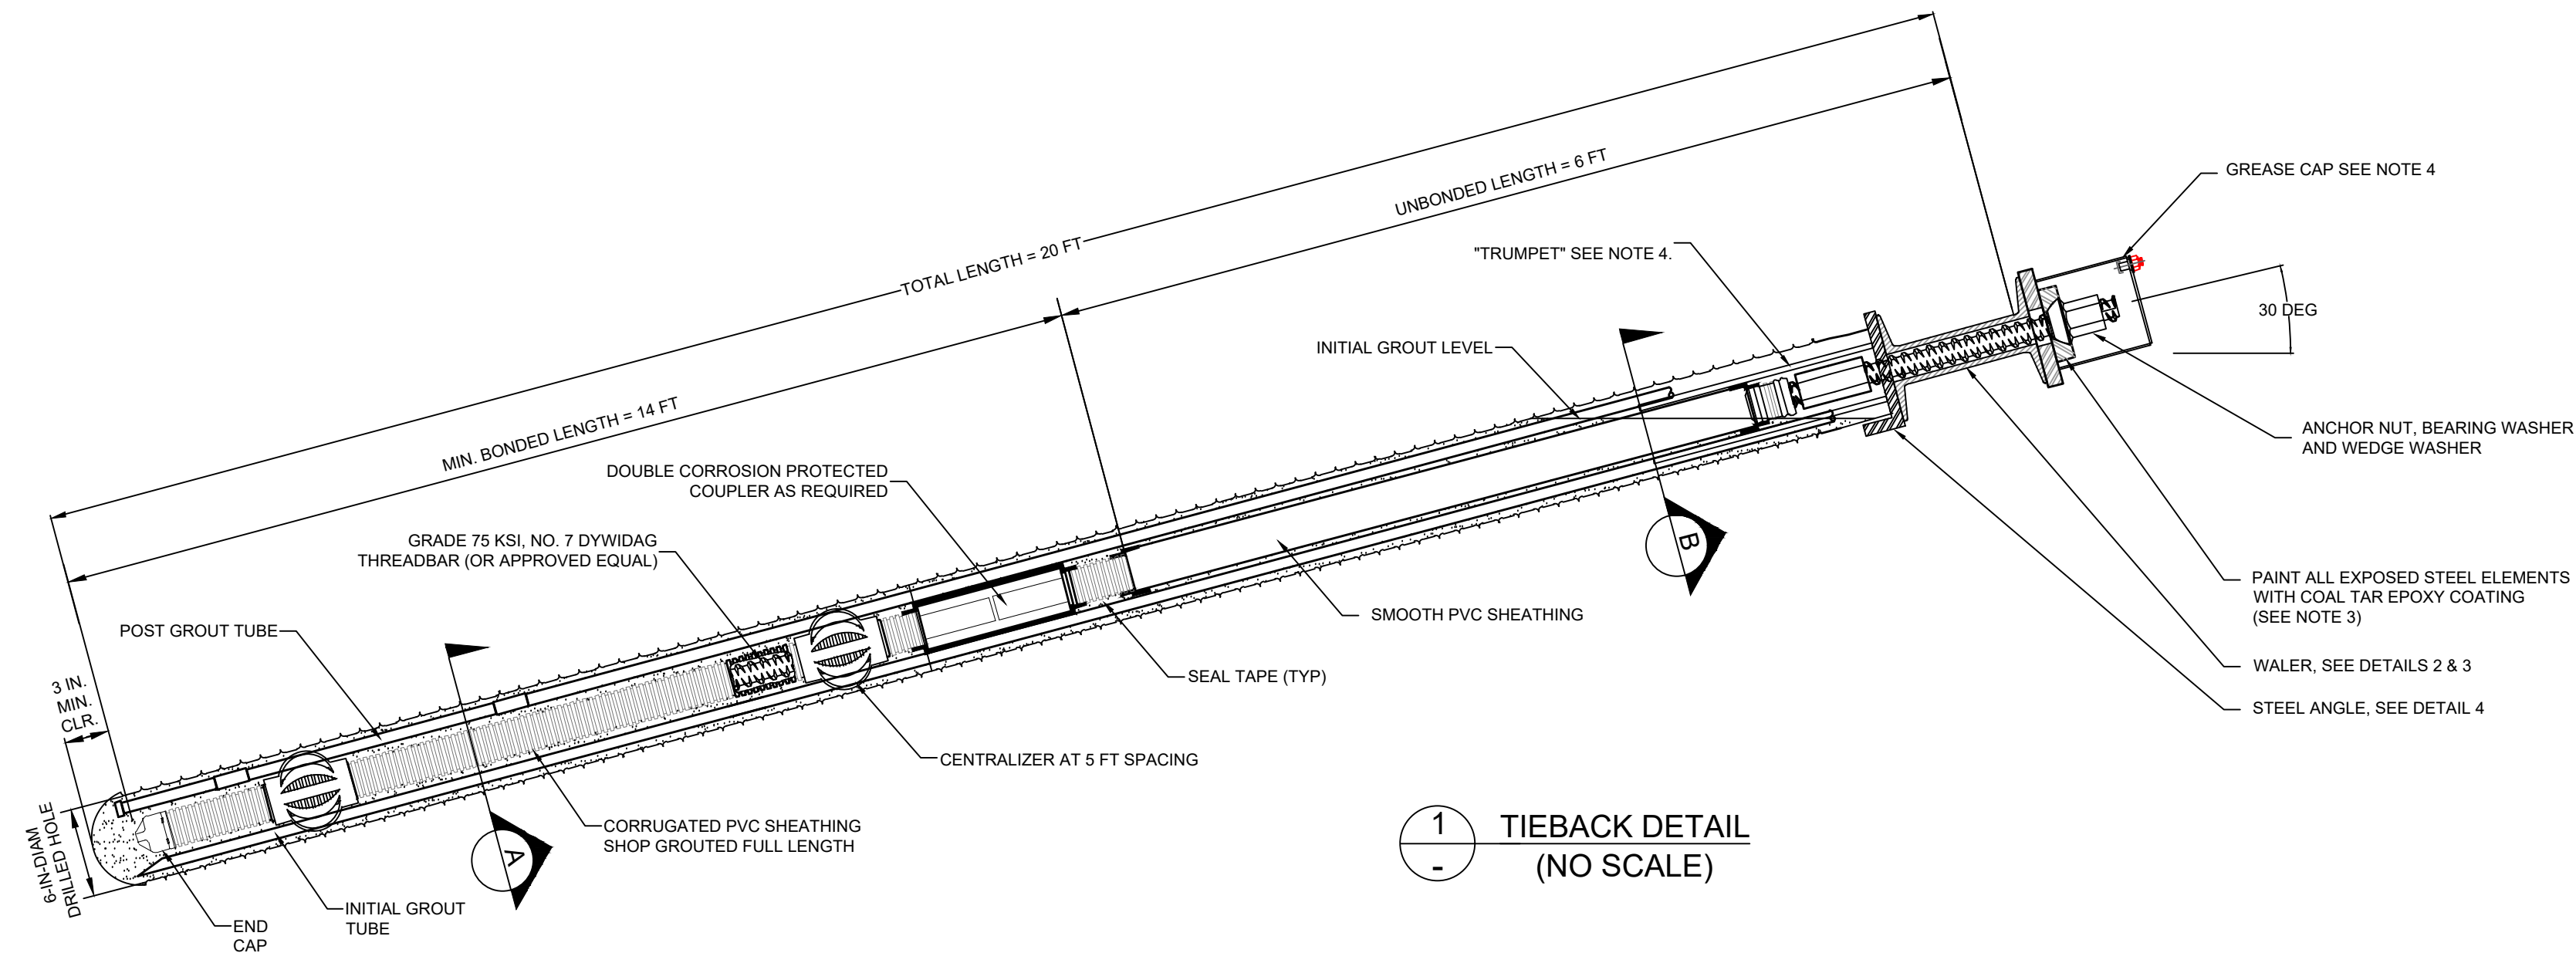 TOTAL LENGTH = 20 FT
UNBONDED LENGTH = 6 FT
MIN. BONDED LENGTH = 14 FT
GREASE CAP SEE NOTE 4
"TRUMPET" SEE NOTE 4.
30 DEG
INITIAL GROUT LEVEL
ANCHOR NUT, BEARING WASHER
AND WEDGE WASHER
DOUBLE CORROSION PROTECTED
COUPLER AS REQUIRED
GRADE 75 KSI, NO. 7 DYWIDAG
THREADBAR (OR APPROVED EQUAL)
B
PAINT ALL EXPOSED STEEL ELEMENTS
WITH COAL TAR EPOXY COATING
(SEE NOTE 3)
SMOOTH PVC SHEATHING
POST GROUT TUBE
WALER, SEE DETAILS 2 & 3
SEAL TAPE (TYP)
3 IN.
MIN.
CLR.
STEEL ANGLE, SEE DETAIL 4
CENTRALIZER AT 5 FT SPACING
6-IN-DIAM
DRILLED HOLE
CORRUGATED PVC SHEATHING
SHOP GROUTED FULL LENGTH
A
1
-
TIEBACK DETAIL
(NO SCALE)
INITIAL GROUT
TUBE
END
CAP